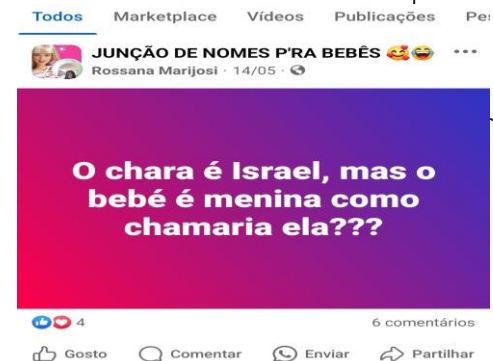 Todos Marketplace Vídeos Publicações Pe
JUNÇÃO DE NOMES P'RA BEBÊS 🥰😂 ...
Rossana Marijosi · 14/05 ·
O chara é Israel, mas o
bebé é menina como
chamaria ela???
4 6 comentários
Gosto Comentar Enviar Partilhar